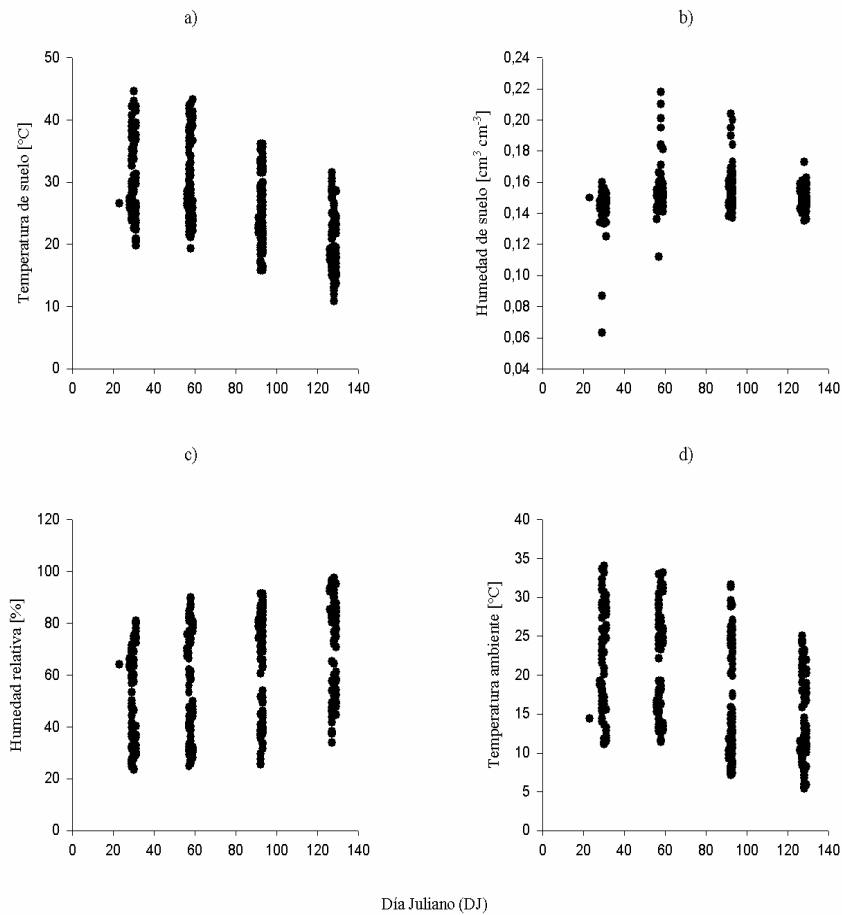 a)
Temperatura de suelo [°C]
50
40
30
20
10
0
0 20 40 60 80 100 120 140
b)
Humedad de suelo [cm³ cm⁻³]
0,24
0,22
0,20
0,18
0,16
0,14
0,12
0,10
0,08
0,06
0,04
0 20 40 60 80 100 120 140
c)
Humedad relativa [%]
120
100
80
60
40
20
0
0 20 40 60 80 100 120 140
d)
Temperatura ambiente [°C]
40
35
30
25
20
15
10
5
0
0 20 40 60 80 100 120 140
Día Juliano (DJ)